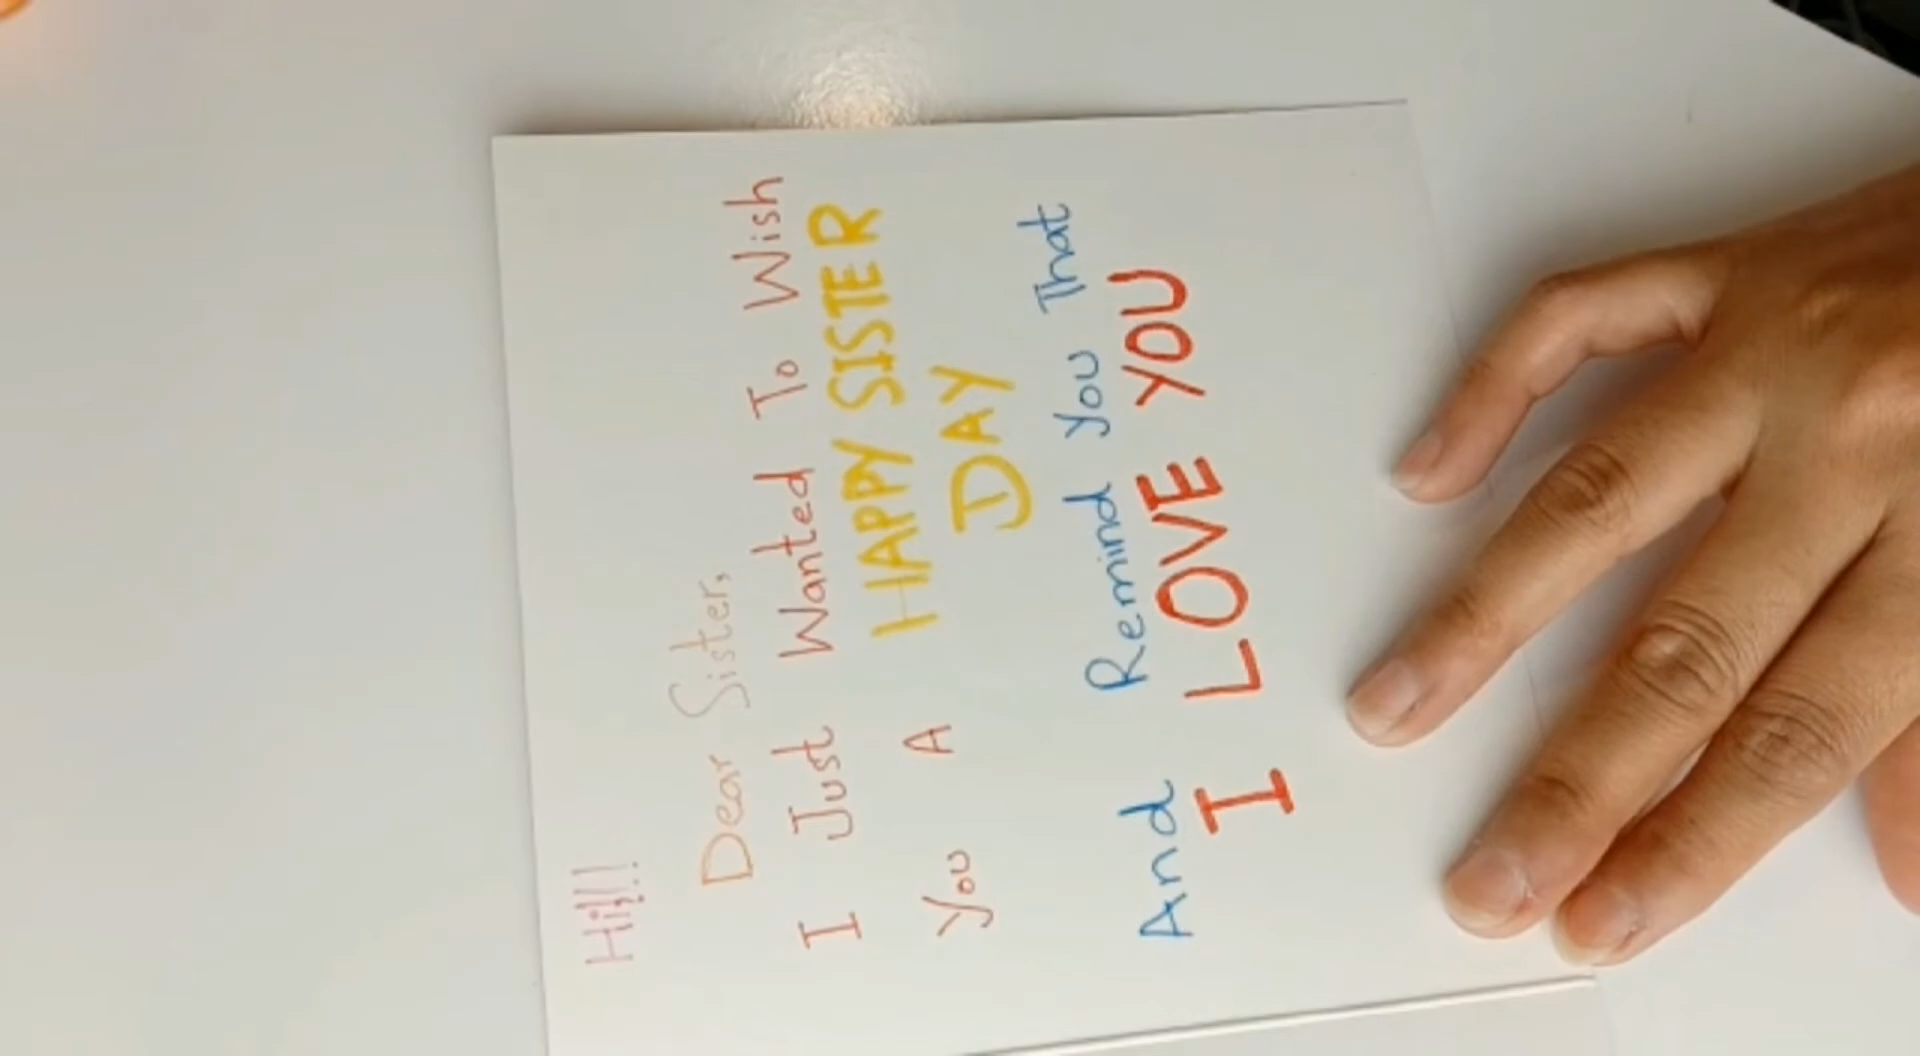 Hi!!!
Dear Sister,
I Just Wanted To Wish
You A HAPPY SISTER
DAY
And Remind You That
I LOVE YOU